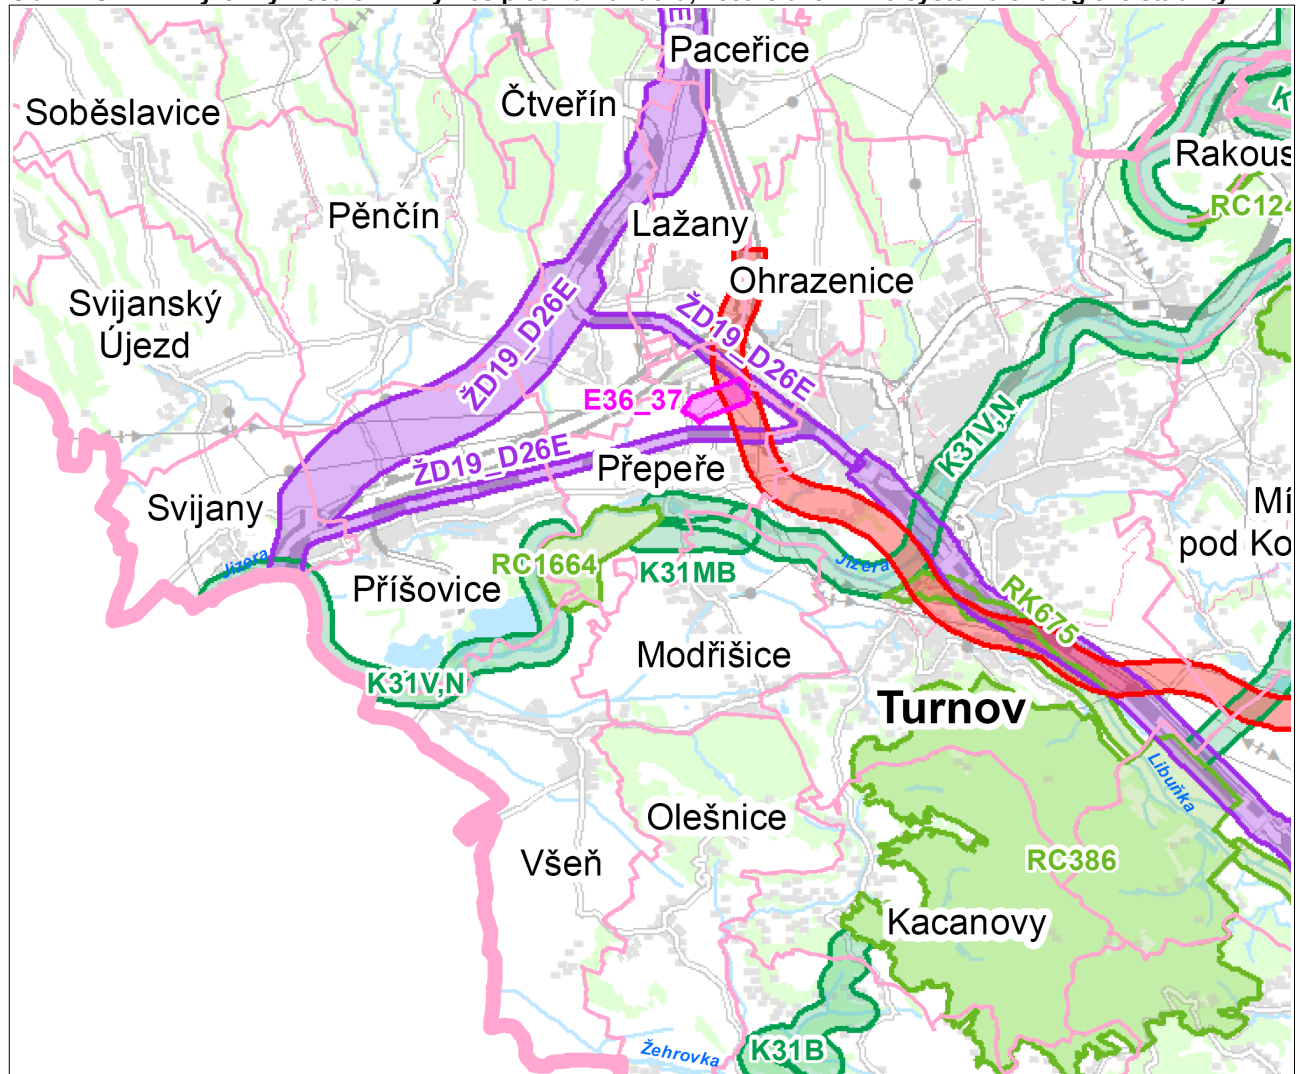 Paceřice
Čtveřín
Soběslavice
Rakous
RC124
Pěnčín
Lažany
Ohrazenice
Svijanský
Újezd
ŽD19_D26E
ŽD19_D26E
E36_37
K31V,N
ŽD19_D26E
Přepeře
Svijany
Mí
pod Ko
Jizera
RC1664
K31MB
Jizera
Příšovice
RK675
Modřišice
K31V,N
Turnov
Libuňka
Olešnice
Všeň
RC386
Kacanovy
Žehrovka
K31B